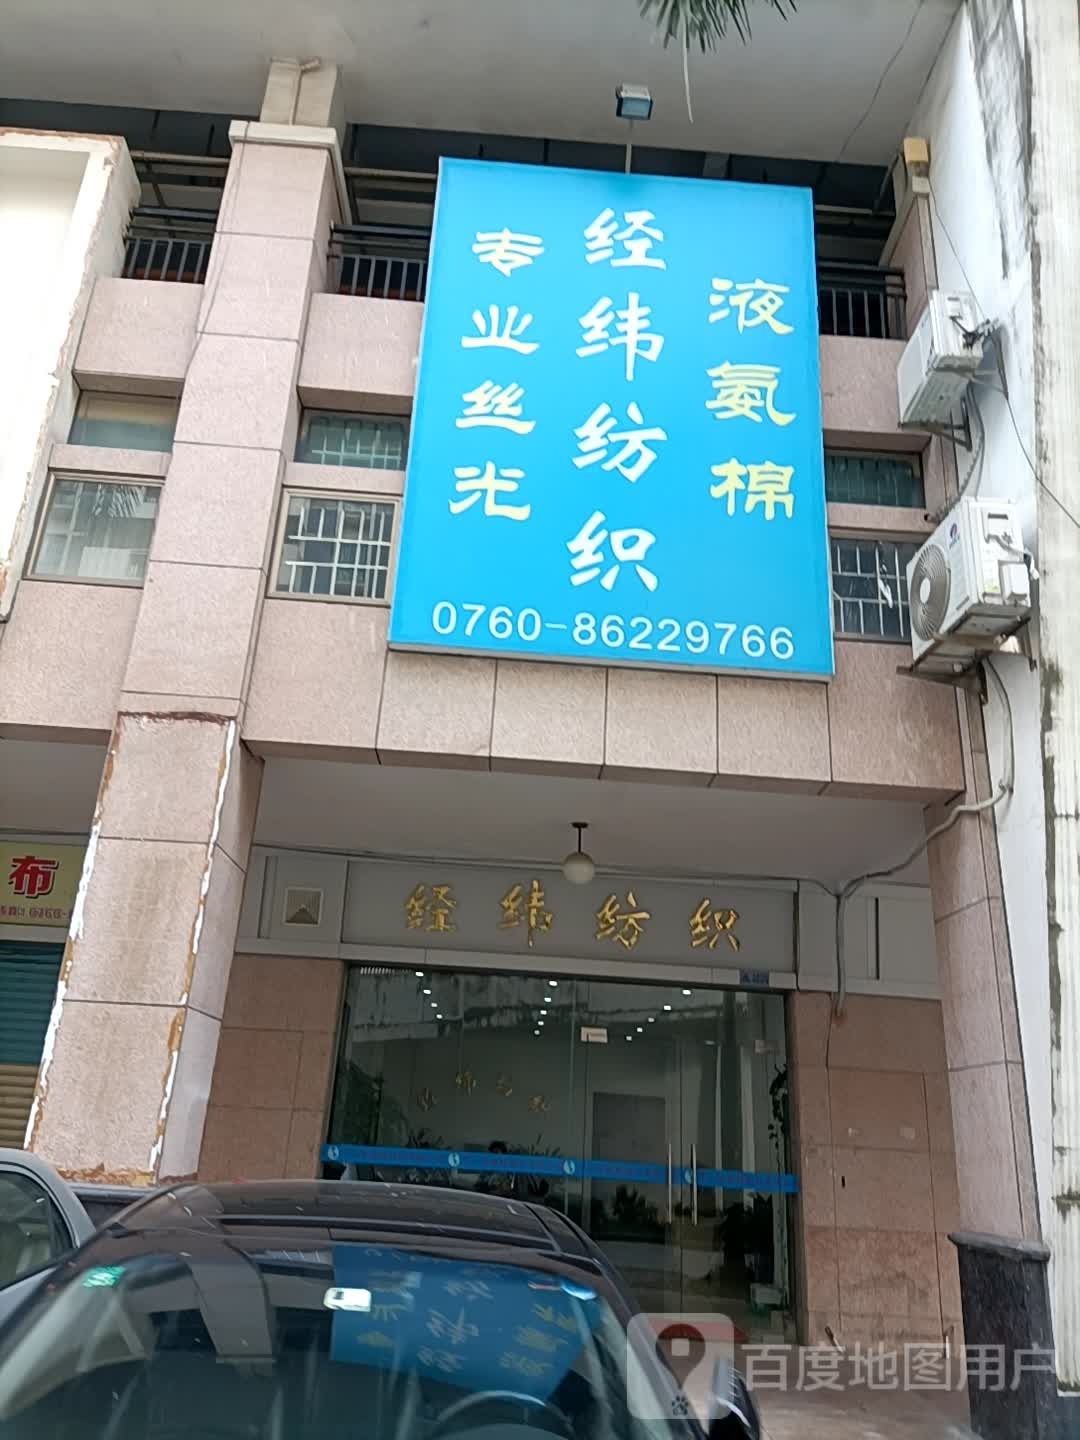 专业丝光
经纬纺织
液氨棉
0760-86229766
布
经纬纺织
百度地图用户